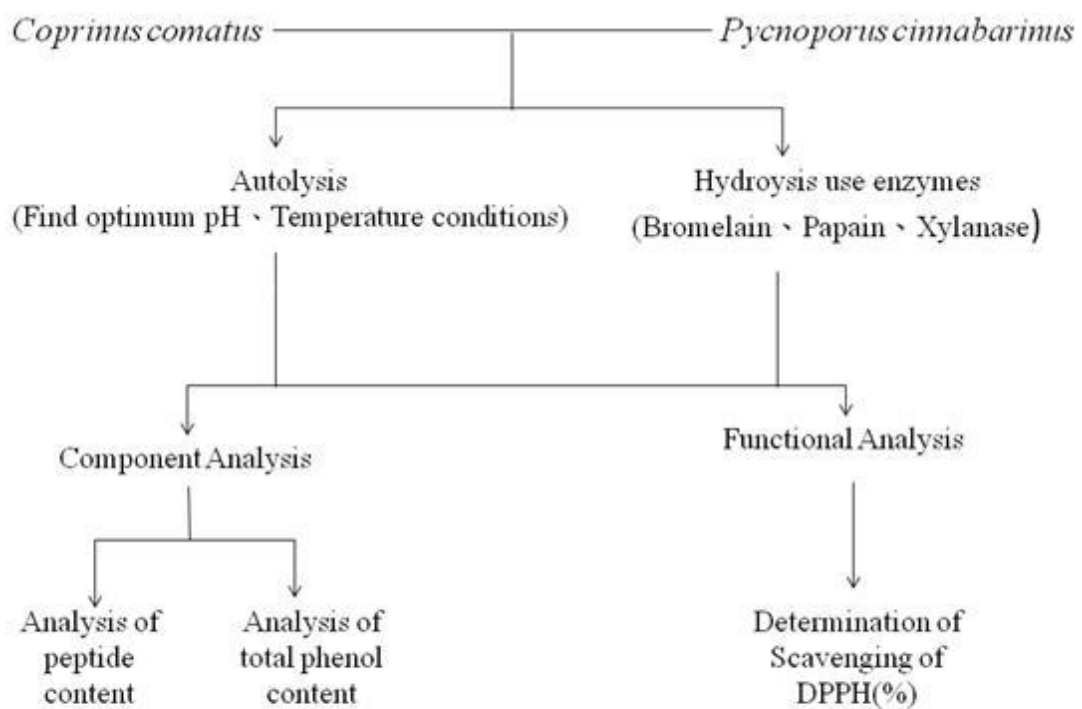 Coprinus comatus
Pycnoporus cinnabarinus
Autolysis
(Find optimum pH、Temperature conditions)
Hydroysis use enzymes
(Bromelain、Papain、Xylanase)
Component Analysis
Functional Analysis
Analysis of
peptide
content
Analysis of
total phenol
content
Determination of
Scavenging of
DPPH(%)